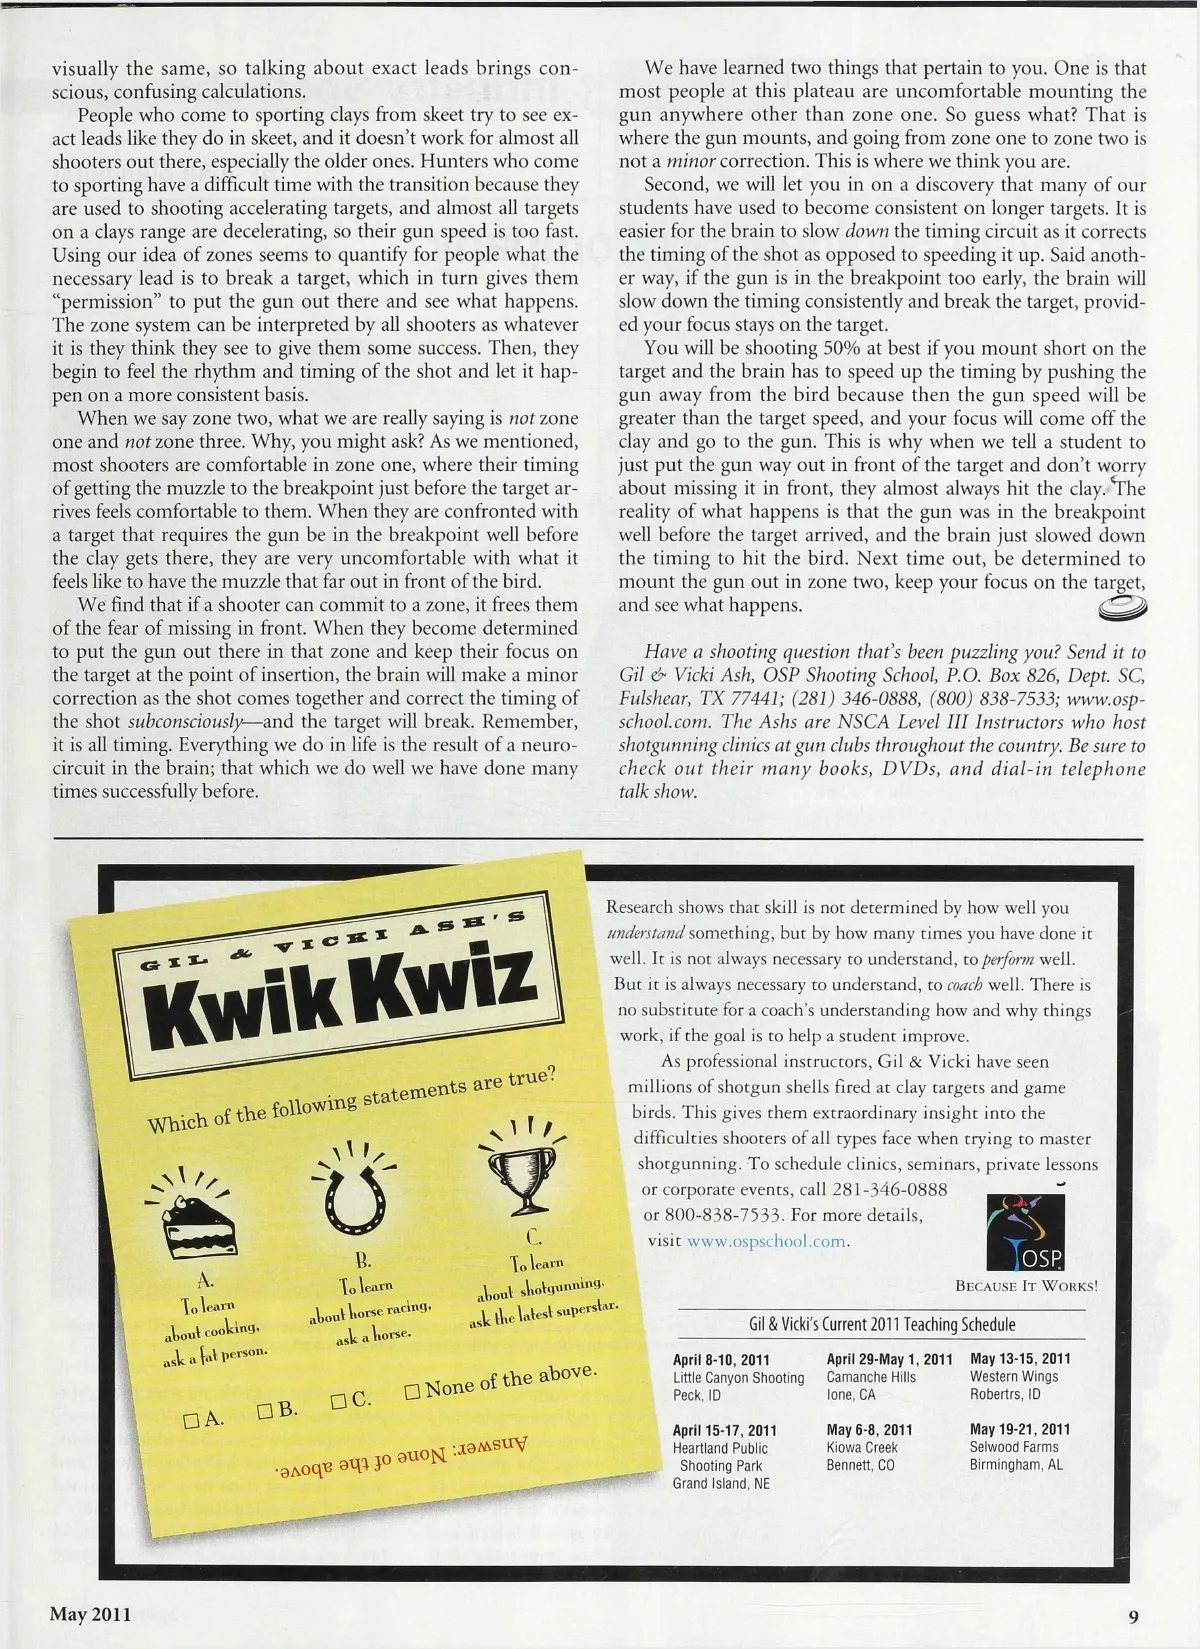 visually the same, so talking about exact leads brings con-
scious, confusing calculations.
People who come to sporting clays from skeet try to see ex-
act leads like they do in skeet, and it doesn't work for almost all
shooters out there, especially the older ones. Hunters who come
to sporting have a difficult time with the transition because they
are used to shooting accelerating targets, and almost all targets
on a clays range are decelerating, so their gun speed is too fast.
Using our idea of zones seems to quantify for people what the
necessary lead is to break a target, which in turn gives them
"permission" to put the gun out there and see what happens.
The zone system can be interpreted by all shooters as whatever
it is they think they see to give them some success. Then, they
begin to feel the rhythm and timing of the shot and let it hap-
pen on a more consistent basis.
When we say zone two, what we are really saying is not zone
one and not zone three. Why, you might ask? As we mentioned,
most shooters are comfortable in zone one, where their timing
of getting the muzzle to the breakpoint just before the target ar-
rives feels comfortable to them. When they are confronted with
a target that requires the gun be in the breakpoint well before
the clay gets there, they are very uncomfortable with what it
feels like to have the muzzle that far out in front of the bird.
We find that if a shooter can commit to a zone, it frees them
of the fear of missing in front. When they become determined
to put the gun out there in that zone and keep their focus on
the target at the point of insertion, the brain will make a minor
correction as the shot comes together and correct the timing of
the shot subconsciously—and the target will break. Remember,
it is all timing. Everything we do in life is the result of a neuro-
circuit in the brain; that which we do well we have done many
times successfully before.
We have learned two things that pertain to you. One is that
most people at this plateau are uncomfortable mounting the
gun anywhere other than zone one. So guess what? That is
where the gun mounts, and going from zone one to zone two is
not a minor correction. This is where we think you are.
Second, we will let you in on a discovery that many of our
students have used to become consistent on longer targets. It is
easier for the brain to slow down the timing circuit as it corrects
the timing of the shot as opposed to speeding it up. Said anoth-
er way, if the gun is in the breakpoint too early, the brain will
slow down the timing consistently and break the target, provid-
ed your focus stays on the target.
You will be shooting 50% at best if you mount short on the
target and the brain has to speed up the timing by pushing the
gun away from the bird because then the gun speed will be
greater than the target speed, and your focus will come off the
clay and go to the gun. This is why when we tell a student to
just put the gun way out in front of the target and don't worry
about missing it in front, they almost always hit the clay. The
reality of what happens is that the gun was in the breakpoint
well before the target arrived, and the brain just slowed down
the timing to hit the bird. Next time out, be determined to
mount the gun out in zone two, keep your focus on the target,
and see what happens.
Have a shooting question that's been puzzling you? Send it to
Gil & Vicki Ash, OSP Shooting School, P.O. Box 826, Dept. SC,
Fulshear, TX 77441; (281) 346-0888, (800) 838-7533; www.osp-
school.com. The Ashs are NSCA Level III Instructors who host
shotgunning clinics at gun clubs throughout the country. Be sure to
check out their many books, DVDs, and dial-in telephone
talk show.
GIL & VICKI ASH'S
Kwik Kwiz
Which of the following statements are true?
A.
To learn
about cooking,
ask a fat person.
B.
To learn
about horse racing,
ask a horse.
C.
To learn
about shotgunning,
ask the latest superstar.
☐ A. ☐ B. ☐ C. ☐ None of the above.
Answer: None of the above.
Research shows that skill is not determined by how well you
understand something, but by how many times you have done it
well. It is not always necessary to understand, to perform well.
But it is always necessary to understand, to coach well. There is
no substitute for a coach's understanding how and why things
work, if the goal is to help a student improve.
As professional instructors, Gil & Vicki have seen
millions of shotgun shells fired at clay targets and game
birds. This gives them extraordinary insight into the
difficulties shooters of all types face when trying to master
shotgunning. To schedule clinics, seminars, private lessons
or corporate events, call 281-346-0888
or 800-838-7533. For more details,
visit www.ospschool.com.
OSP
BECAUSE IT WORKS!
Gil & Vicki's Current 2011 Teaching Schedule
April 8-10, 2011
Little Canyon Shooting
Peck, ID
April 29-May 1, 2011
Camanche Hills
Ione, CA
May 13-15, 2011
Western Wings
Robertrs, ID
April 15-17, 2011
Heartland Public
Shooting Park
Grand Island, NE
May 6-8, 2011
Kiowa Creek
Bennett, CO
May 19-21, 2011
Selwood Farms
Birmingham, AL
May 2011
9